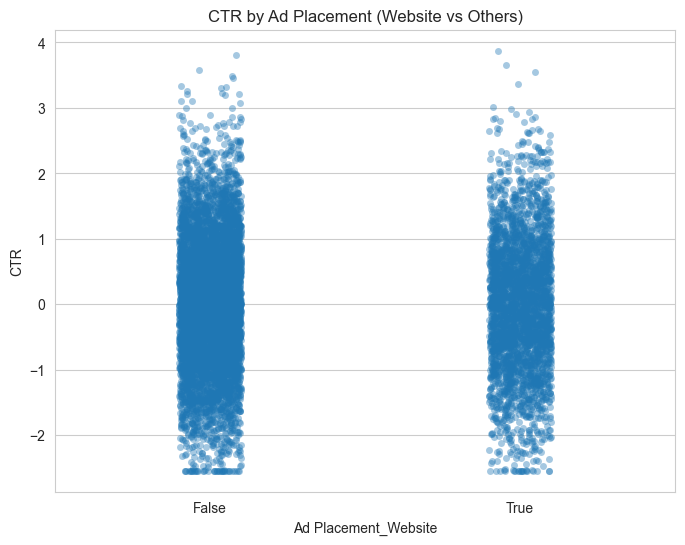 CTR by Ad Placement (Website vs Others)
4
3
2
1
0
−1
−2
CTR
False
True
Ad Placement_Website